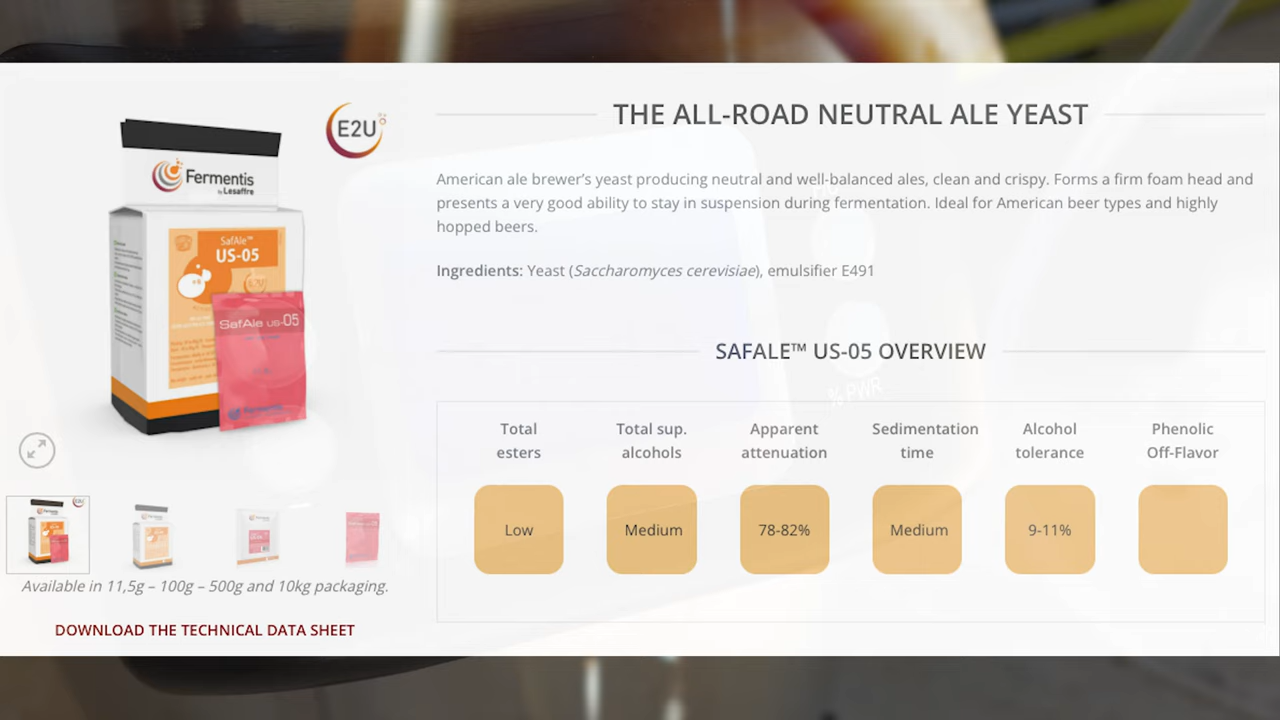 THE ALL-ROAD NEUTRAL ALE YEAST
E2U
Fermentis
by Lesaffre
SafAle™
US-05
SafAle us-05
Fermentis
American ale brewer's yeast producing neutral and well-balanced ales, clean and crispy. Forms a firm foam head and
presents a very good ability to stay in suspension during fermentation. Ideal for American beer types and highly
hopped beers.
Ingredients: Yeast (Saccharomyces cerevisiae), emulsifier E491
SAFALE™ US-05 OVERVIEW
% PWR
Total
esters
Total sup.
alcohols
Apparent
attenuation
Sedimentation
time
Alcohol
tolerance
Phenolic
Off-Flavor
Low
Medium
78-82%
Medium
9-11%
Available in 11,5g – 100g – 500g and 10kg packaging.
DOWNLOAD THE TECHNICAL DATA SHEET